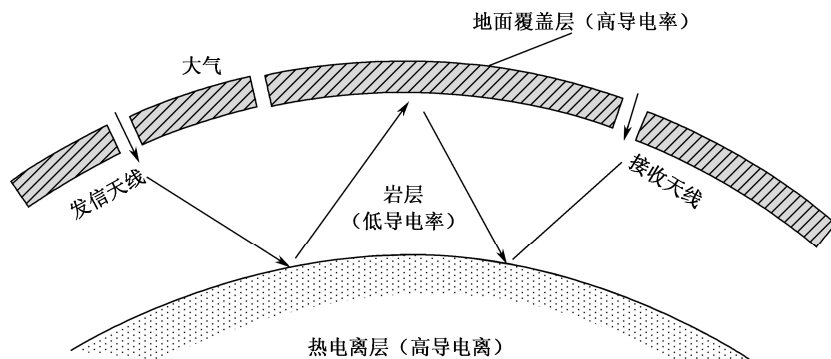 地面覆盖层（高导电率）
大气
发信天线
接收天线
岩层
（低导电率）
热电离层（高导电离）